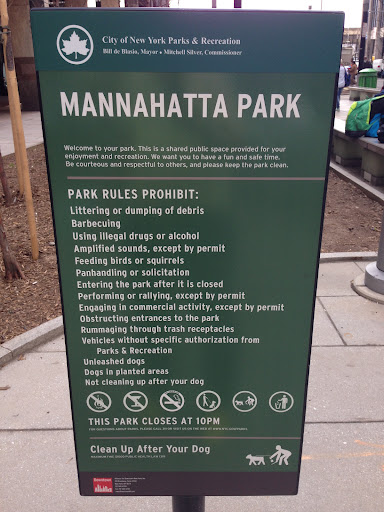 City of New York Parks & Recreation
Bill de Blasio, Mayor • Mitchell Silver, Commissioner
MANNAHATTA PARK
Welcome to your park. This is a shared public space provided for your
enjoyment and recreation. We want you to have a fun and safe time.
Be courteous and respectful to others, and please keep the park clean.
PARK RULES PROHIBIT:
Littering or dumping of debris
Barbecuing
Using illegal drugs or alcohol
Amplified sounds, except by permit
Feeding birds or squirrels
Panhandling or solicitation
Entering the park after it is closed
Performing or rallying, except by permit
Engaging in commercial activity, except by permit
Obstructing entrances to the park
Rummaging through trash receptacles
Vehicles without specific authorization from
Parks & Recreation
Unleashed dogs
Dogs in planted areas
Not cleaning up after your dog
THIS PARK CLOSES AT 10PM
Clean Up After Your Dog